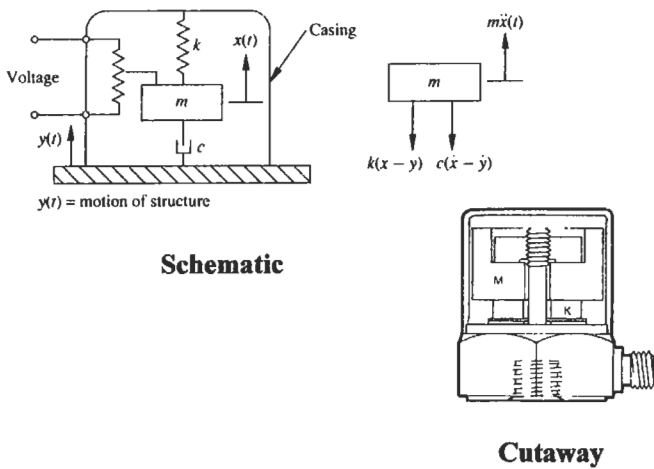 x(t)
Casing
k
Voltage
m
y(t)
c
y(t) = motion of structure
mẍ(t)
m
k(x − y)
c(ẋ − ẏ)
Schematic
M
K
Cutaway